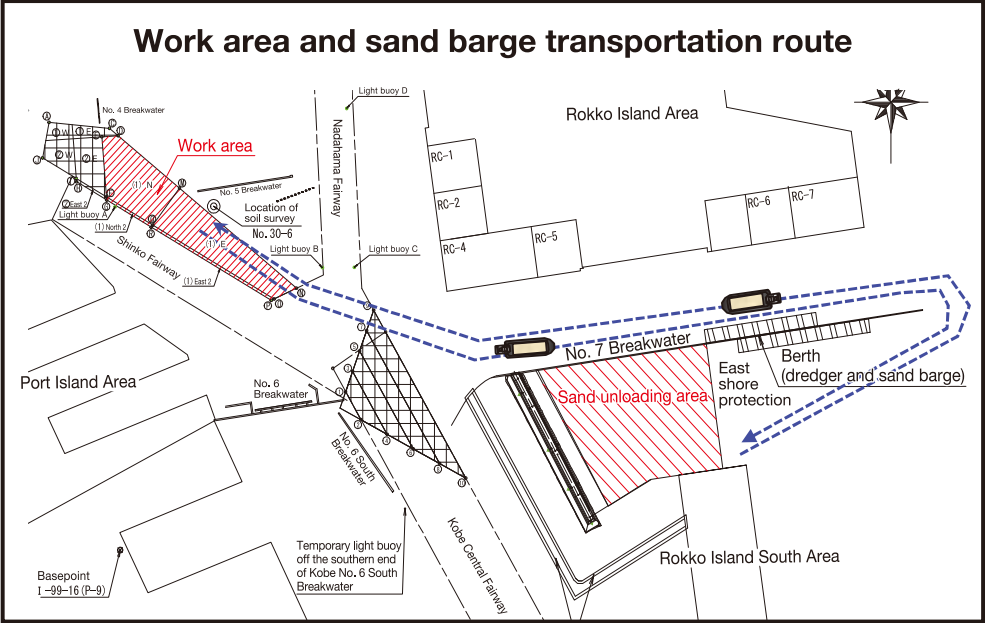 Work area and sand barge transportation route
Light buoy D
No. 4 Breakwater
Rokko Island Area
Work area
Nadahama Fairway
RC-1
RC-2
RC-4
RC-5
RC-6
RC-7
No. 5 Breakwater
(1) N
Location of
soil survey
No.30-6
East 2
Light buoy A
(1) North 2
(1) E
Light buoy B
Light buoy C
Shinko Fairway
(1) East 2
No. 7 Breakwater
Berth
(dredger and sand barge)
East
shore
protection
Port Island Area
No. 6
Breakwater
Sand unloading area
No. 6 South
Breakwater
Kobe Central Fairway
Temporary light buoy
off the southern end
of Kobe No. 6 South
Breakwater
Rokko Island South Area
Basepoint
I-99-16(P-9)